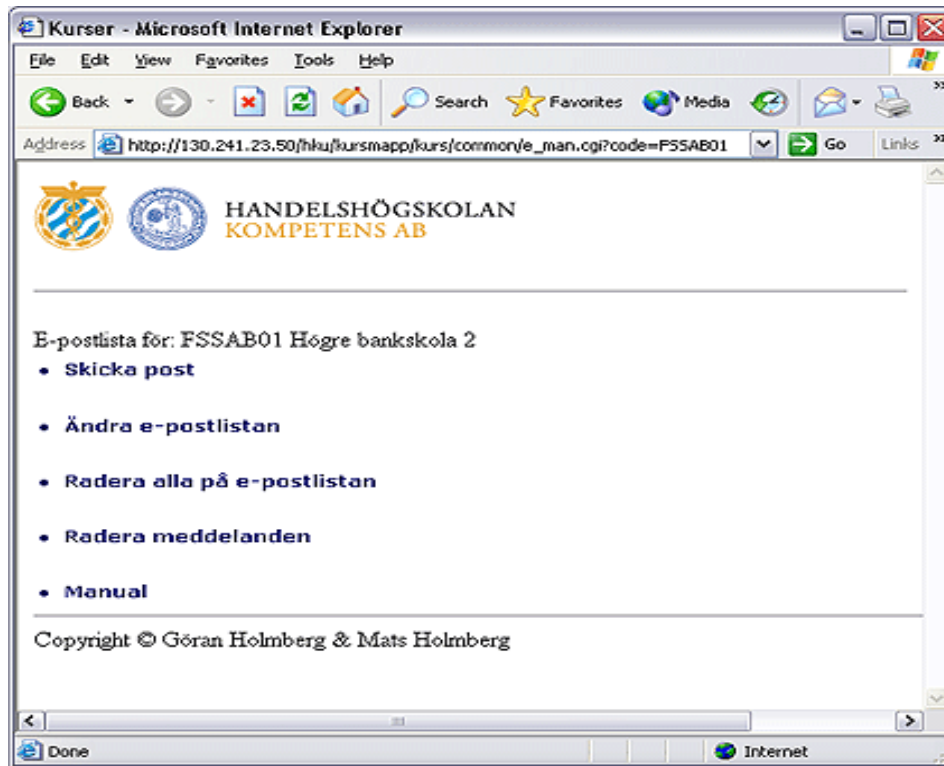 Kurser - Microsoft Internet Explorer
File Edit View Favorites Tools Help
Back Search Favorites Media
Address http://130.241.23.50/hku/kursmapp/kurs/common/e_man.cgi?code=FSSAB01 Go Links
HANDELSHÖGSKOLAN
KOMPETENS AB
E-postlista för: FSSAB01 Högre bankskola 2
• Skicka post
• Ändra e-postlistan
• Radera alla på e-postlistan
• Radera meddelanden
• Manual
Copyright © Göran Holmberg & Mats Holmberg
Done Internet